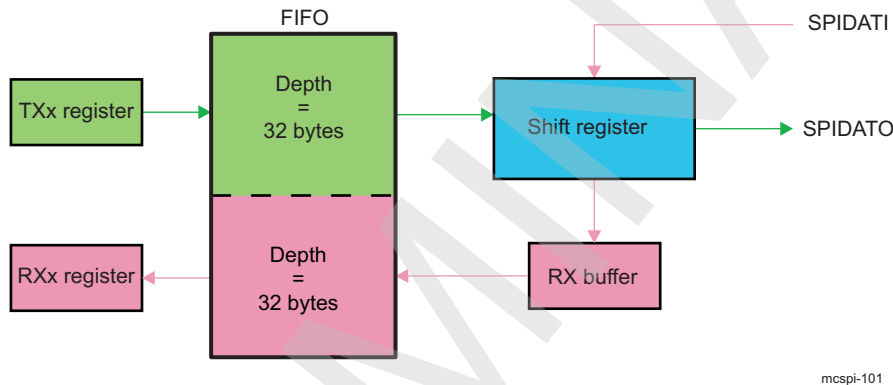 FIFO
SPIDATI
TXx register
Depth
=
32 bytes
Shift register
SPIDATO
RXx register
Depth
=
32 bytes
RX buffer
mcspi-101